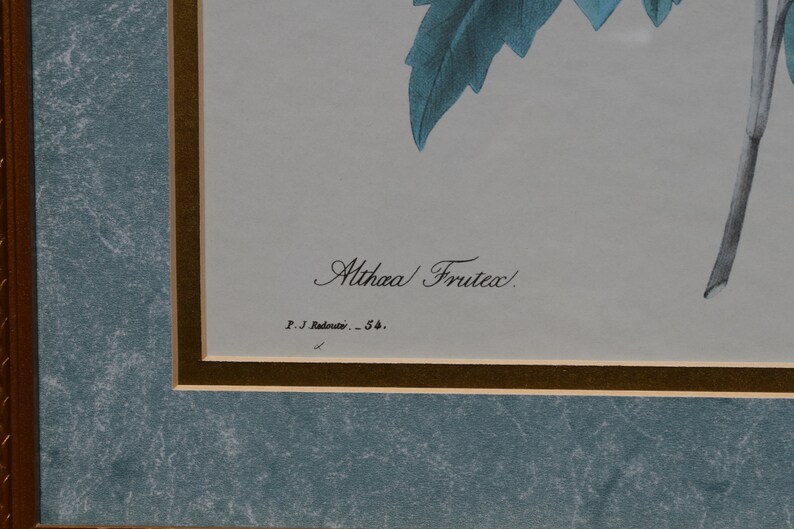 Althæa Frutex.
P. J. Redouté. _ 54.